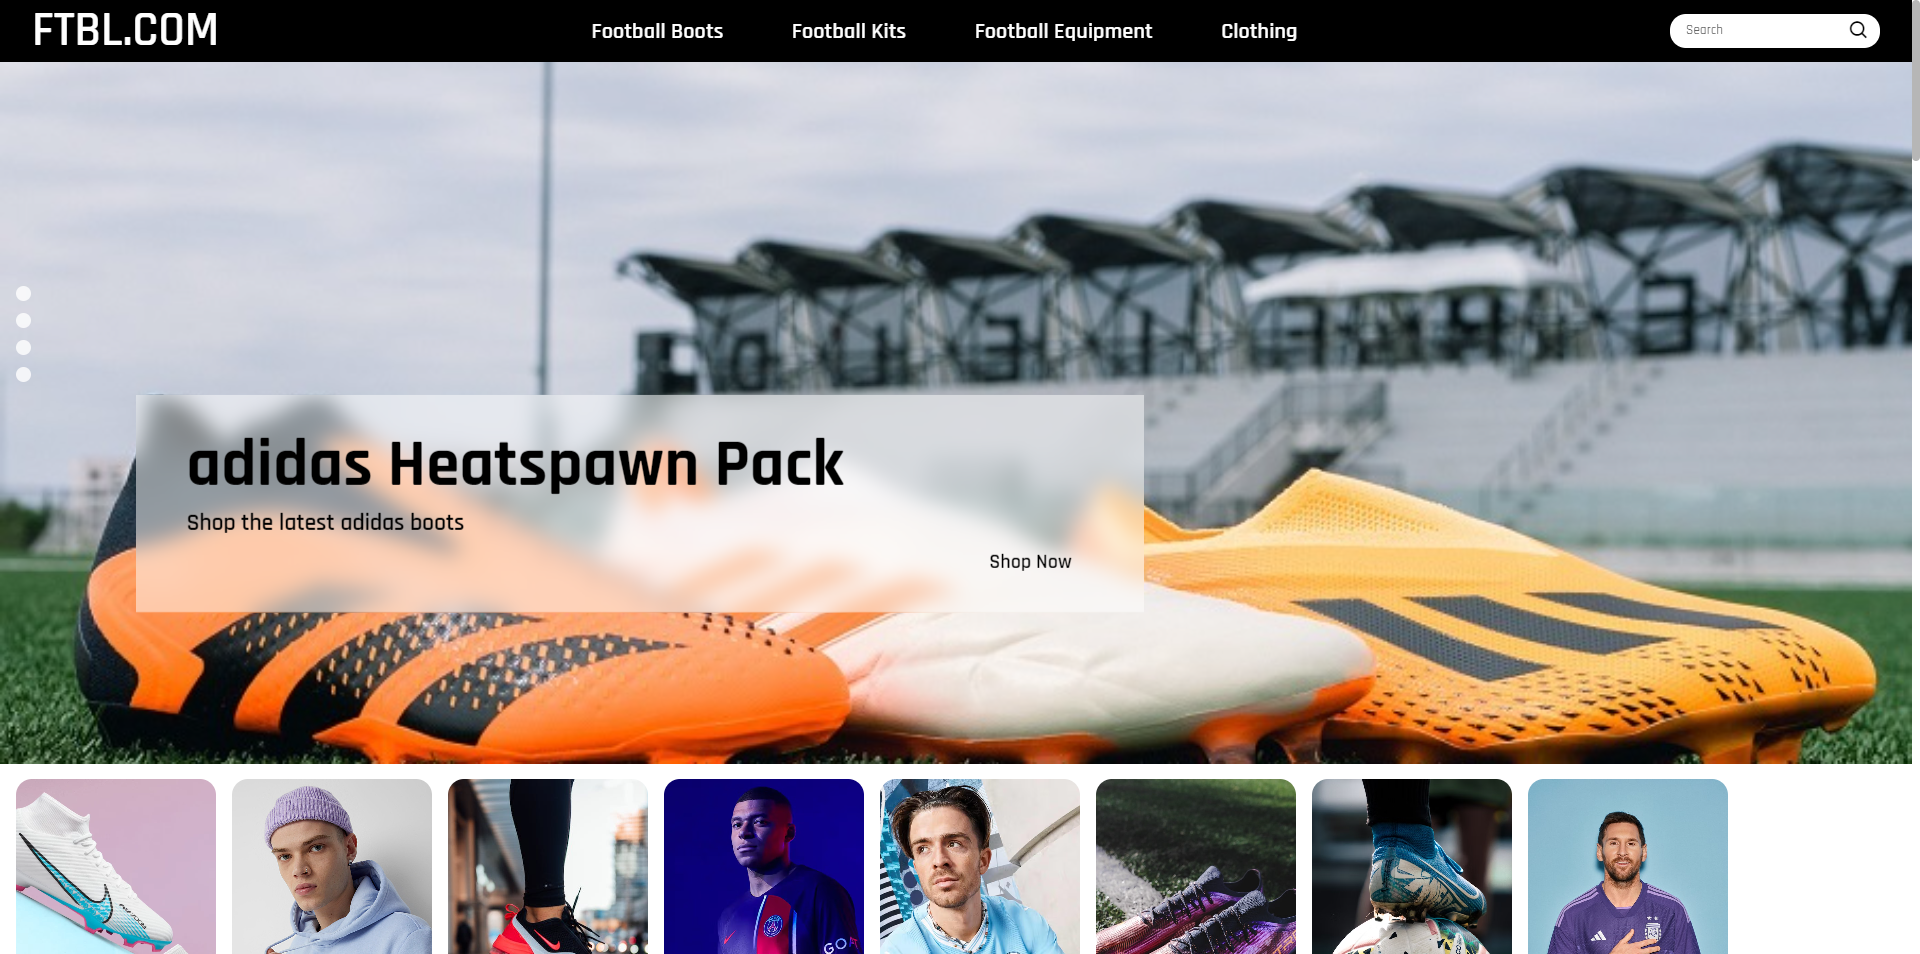 FTBL.COM
Football Boots
Football Kits
Football Equipment
Clothing
Search
adidas Heatspawn Pack
Shop the latest adidas boots
Shop Now